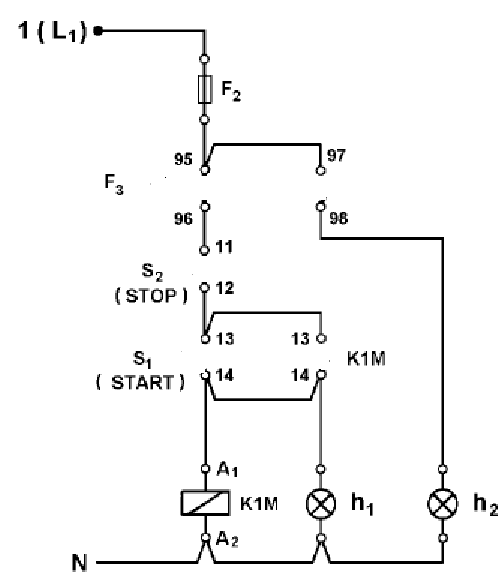 1 ( L1)
F2
95 97
F3
96 98
11
S2
( STOP )
12
13 13
S1 K1M
( START ) 14 14
A1
K1M h1 h2
A2
N